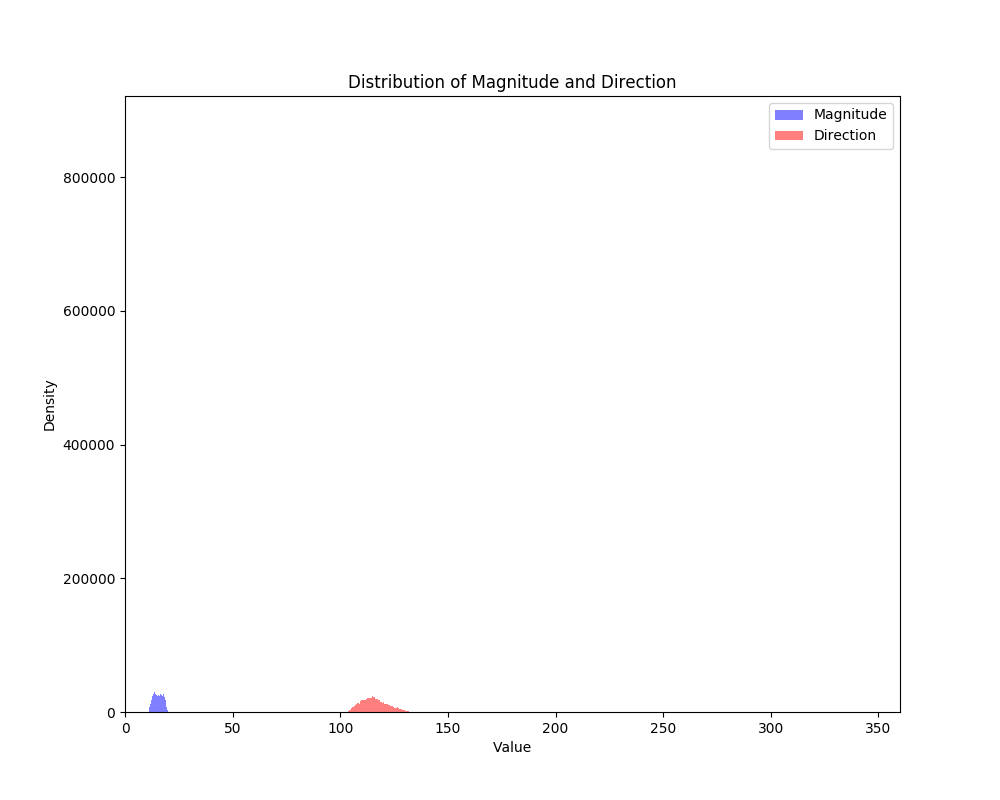 Distribution of Magnitude and Direction
Magnitude
Direction
800000
600000
400000
200000
0
Density
0 50 100 150 200 250 300 350
Value